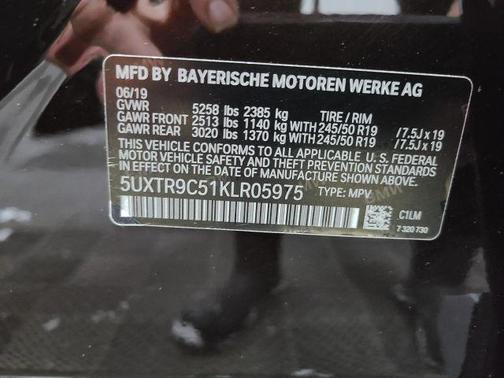 MFD BY BAYERISCHE MOTOREN WERKE AG
06/19
GVWR 5258 lbs 2385 kg TIRE / RIM
GAWR FRONT 2513 lbs 1140 kg WITH 245/50 R19 / 7.5J x 19
GAWR REAR 3020 lbs 1370 kg WITH 245/50 R19 / 7.5J x 19
THIS VEHICLE CONFORMS TO ALL APPLICABLE U. S. FEDERAL
MOTOR VEHICLE SAFETY AND THEFT PREVENTION STANDARDS
IN EFFECT ON THE DATE OF MANUFACTURE SHOWN ABOVE.
5UXTR9C51KLR05975 TYPE: MPV
C1LM
7 320 730